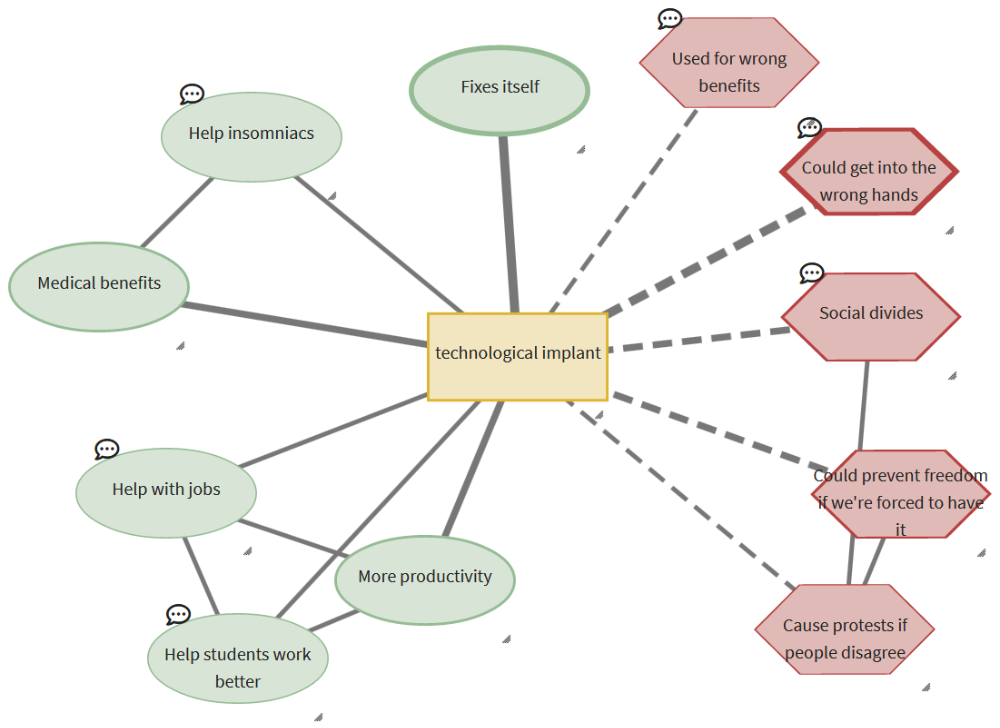 Used for wrong
benefits
Fixes itself
Help insomniacs
Could get into the
wrong hands
Medical benefits
Social divides
technological implant
Help with jobs
Could prevent freedom
if we're forced to have
it
More productivity
Cause protests if
people disagree
Help students work
better